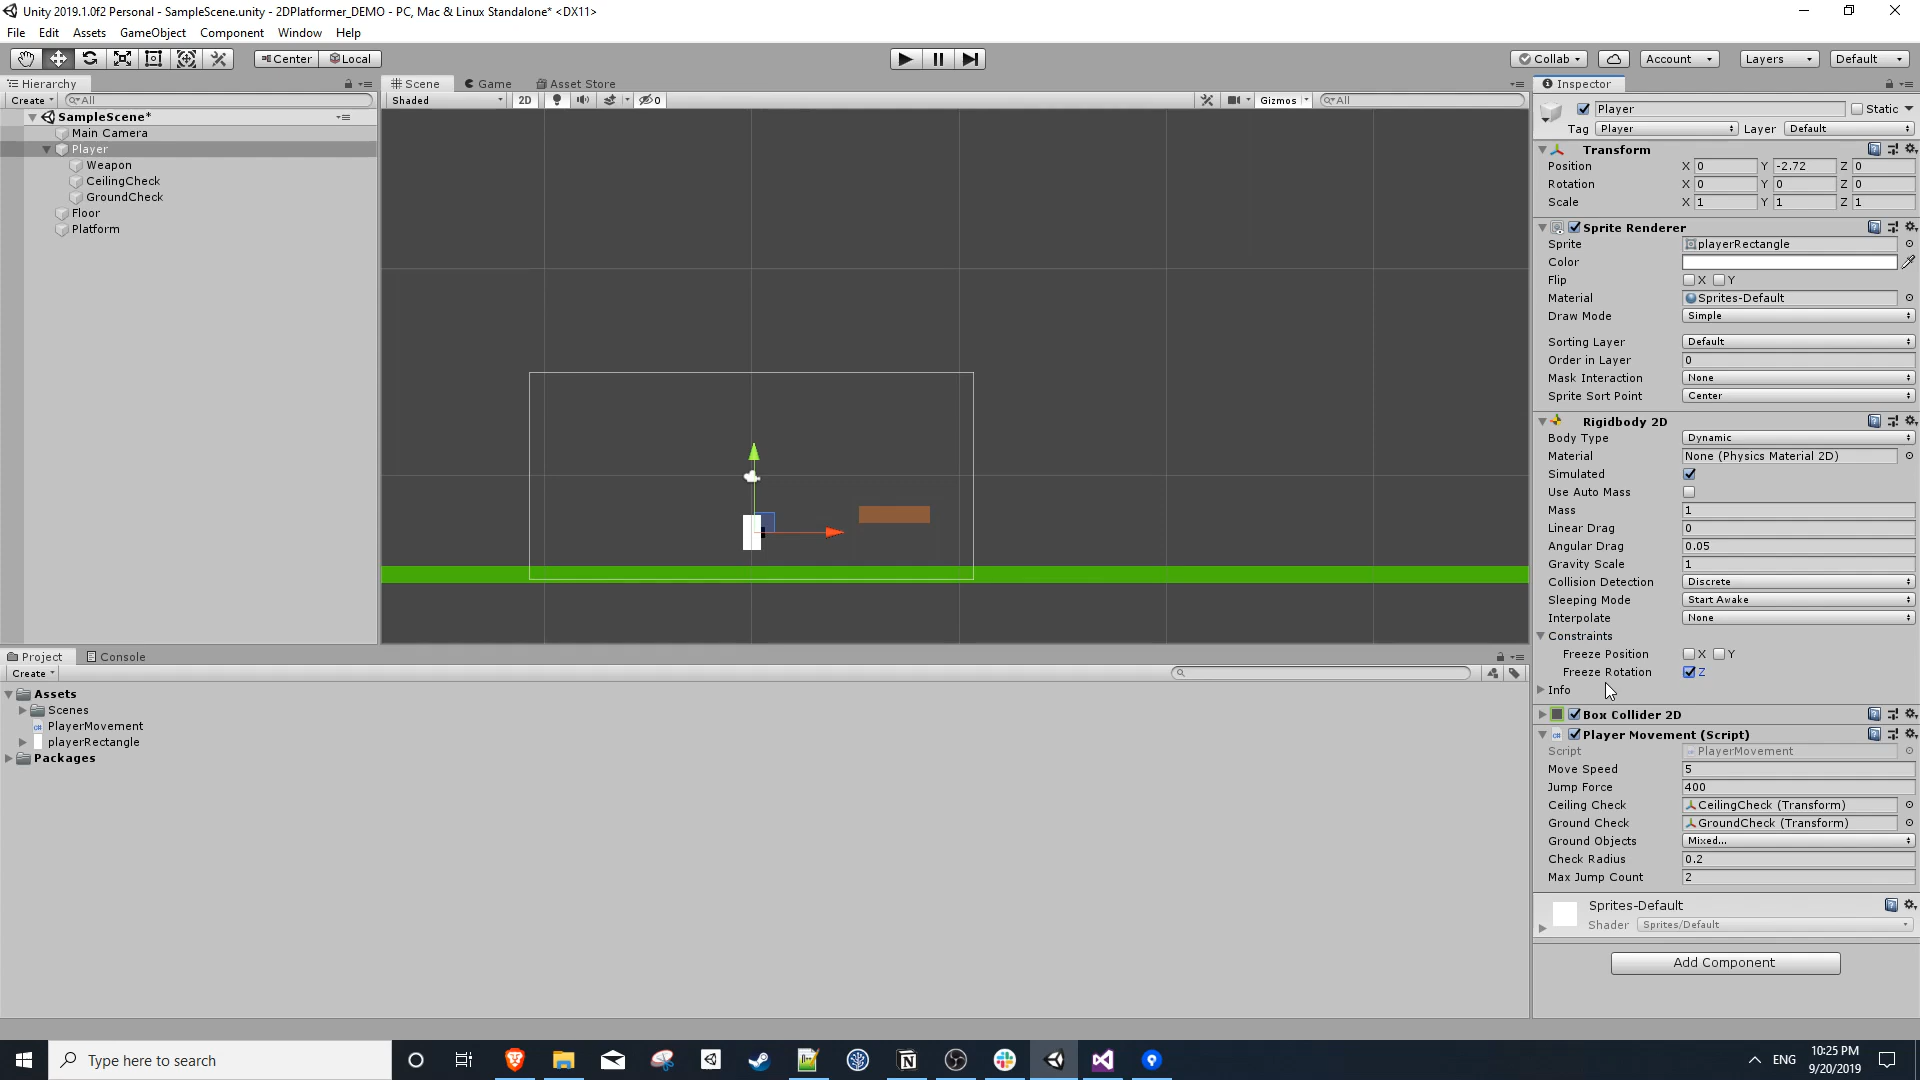 Unity 2019.1.0f2 Personal - SampleScene.unity - 2DPlatformer_DEMO - PC, Mac & Linux Standalone* <DX11>
File Edit Assets GameObject Component Window Help
Center Local Collab Account Layers Default
Hierarchy Scene Game Asset Store Inspector
Create All Shaded 2D 0 Gizmos All
SampleScene*
Main Camera
Player
Weapon
CeilingCheck
GroundCheck
Floor
Platform
Player Static
Tag Player Layer Default
Transform
Position X 0 Y -2.72 Z 0
Rotation X 0 Y 0 Z 0
Scale X 1 Y 1 Z 1
Sprite Renderer
Sprite playerRectangle
Color
Flip X Y
Material Sprites-Default
Draw Mode Simple
Sorting Layer Default
Order in Layer 0
Mask Interaction None
Sprite Sort Point Center
Rigidbody 2D
Body Type Dynamic
Material None (Physics Material 2D)
Simulated
Use Auto Mass
Mass 1
Linear Drag 0
Angular Drag 0.05
Gravity Scale 1
Collision Detection Discrete
Sleeping Mode Start Awake
Interpolate None
Constraints
Freeze Position X Y
Freeze Rotation Z
Info
Box Collider 2D
Player Movement (Script)
Script PlayerMovement
Move Speed 5
Jump Force 400
Ceiling Check CeilingCheck (Transform)
Ground Check GroundCheck (Transform)
Ground Objects Mixed...
Check Radius 0.2
Max Jump Count 2
Sprites-Default
Shader Sprites/Default
Add Component
Project Console
Create
Assets
Scenes
PlayerMovement
playerRectangle
Packages
Type here to search
ENG
10:25 PM
9/20/2019